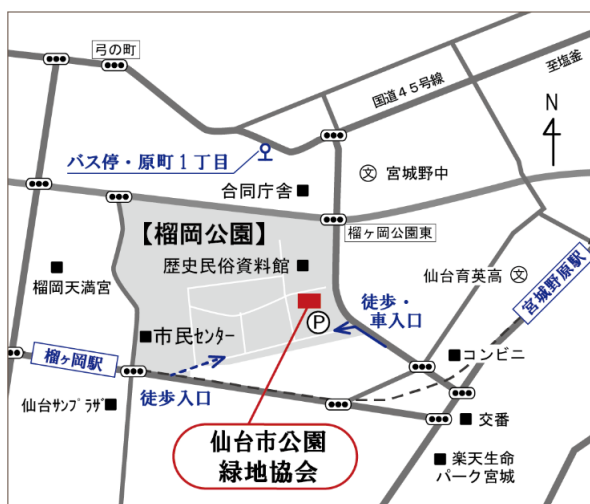 弓の町
国道45号線
至塩釜
N
バス停・原町1丁目
文 宮城野中
合同庁舎
【榴岡公園】
榴ヶ岡公園東
歴史民俗資料館
仙台育英高 文
宮城野原駅
榴岡天満宮
徒歩・
車入口
P
市民センター
コンビニ
榴ヶ岡駅
徒歩入口
仙台サンプラザ
交番
仙台市公園
緑地協会
楽天生命
パーク宮城